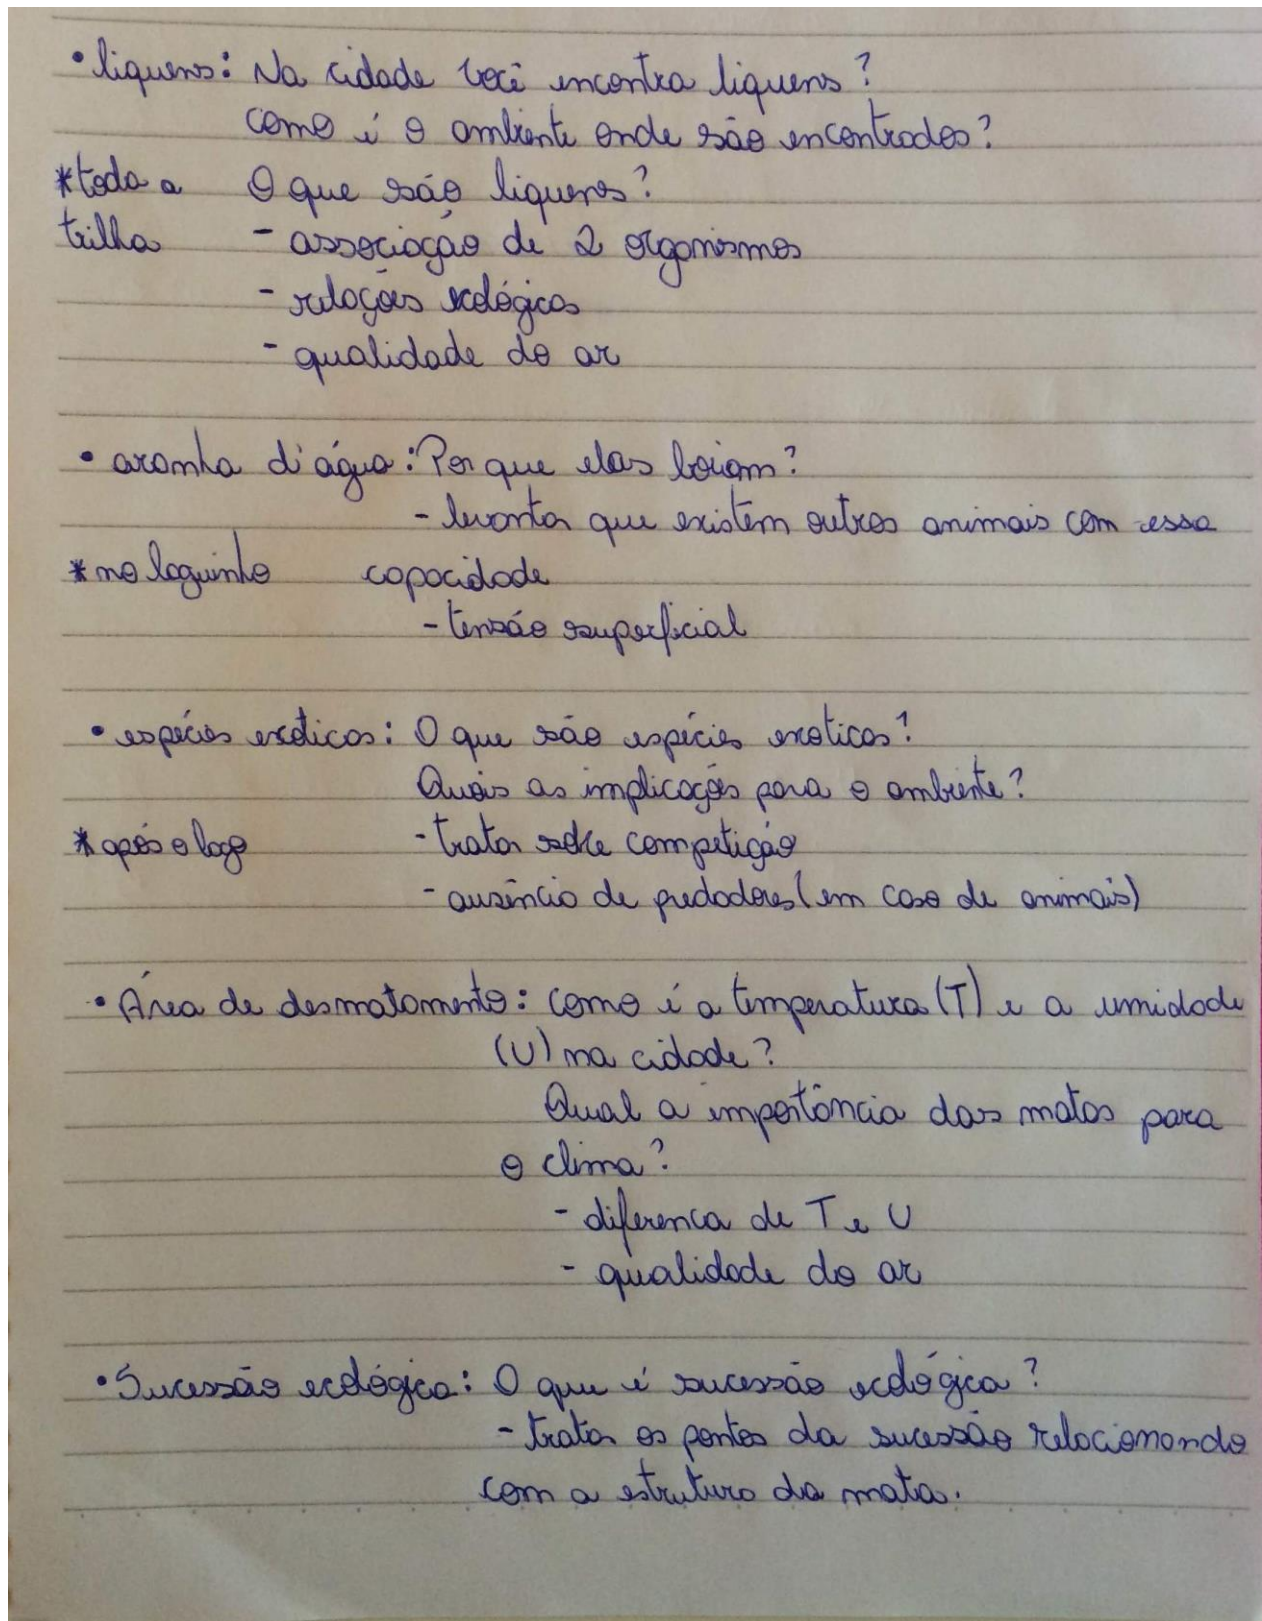 • liquens: Na cidade você encontra liquens?
como é o ambiente onde são encontrados?
*toda a O que são liquens?
trilha - associação de 2 organismos
- relações ecológicas
- qualidade do ar
• aranha d'água: Por que elas boiam?
- levantar que existem outros animais com essa
* no laguinho capacidade
- tensão superficial
• espécies exóticas: O que são espécies exoticas?
Quais as implicações para o ambiente?
* após o lago - tratar sobre competição
- ausência de predadores (em caso de animais)
• Área de desmatamento: como é a temperatura (T) e a umidade
(U) na cidade?
Qual a importância das matas para
o clima?
- diferenca de T e U
- qualidade do ar
• Sucessão ecológica: O que é sucessão ecológica?
- tratar os pontos da sucessão relacionando
com a estrutura da mata.